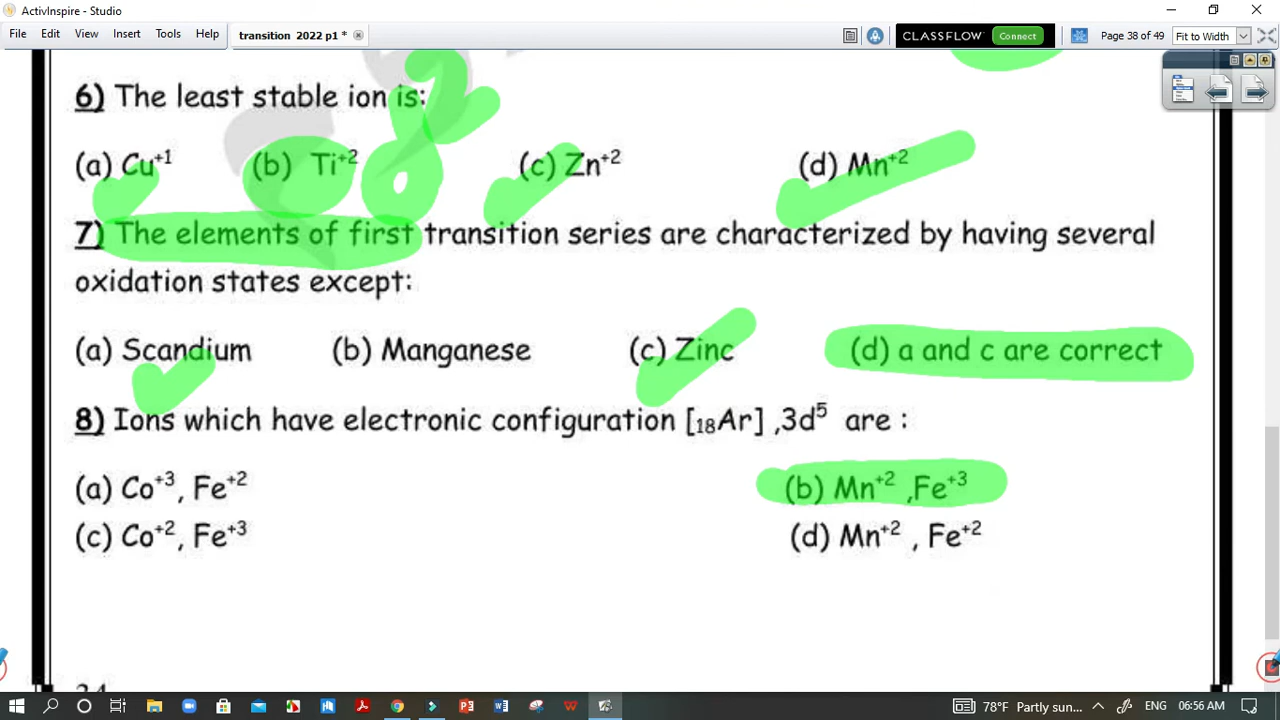 ActivInspire - Studio
File Edit View Insert Tools Help transition 2022 p1 * CLASSFLOW Connect Page 38 of 49 Fit to Width
6) The least stable ion is:
(a) Cu+1 (b) Ti+2 (c) Zn+2 (d) Mn+2
7) The elements of first transition series are characterized by having several
oxidation states except:
(a) Scandium (b) Manganese (c) Zinc (d) a and c are correct
8) Ions which have electronic configuration [18Ar] ,3d5 are :
(a) Co+3, Fe+2 (b) Mn+2 ,Fe+3
(c) Co+2, Fe+3 (d) Mn+2 , Fe+2
78°F Partly sun... ENG 06:56 AM